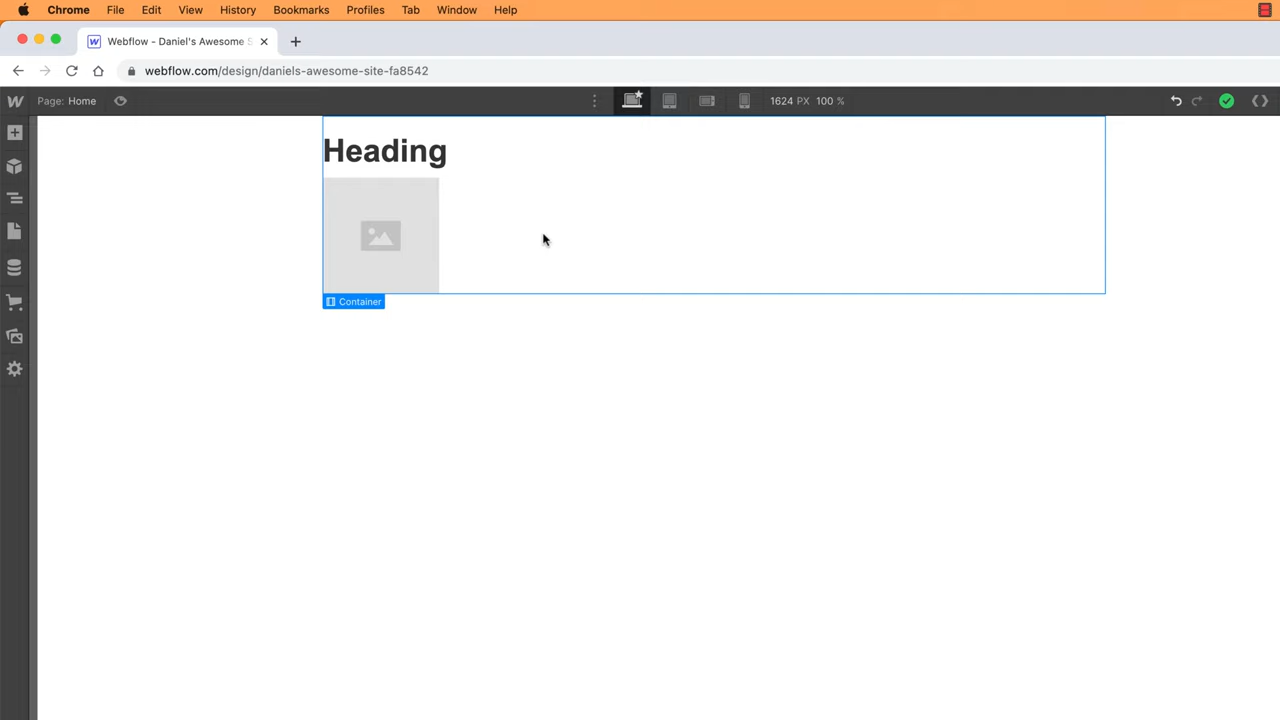 Chrome File Edit View History Bookmarks Profiles Tab Window Help
W Webflow - Daniel's Awesome S
webflow.com/design/daniels-awesome-site-fa8542
W Page: Home 1624 PX 100 %
Heading
Container